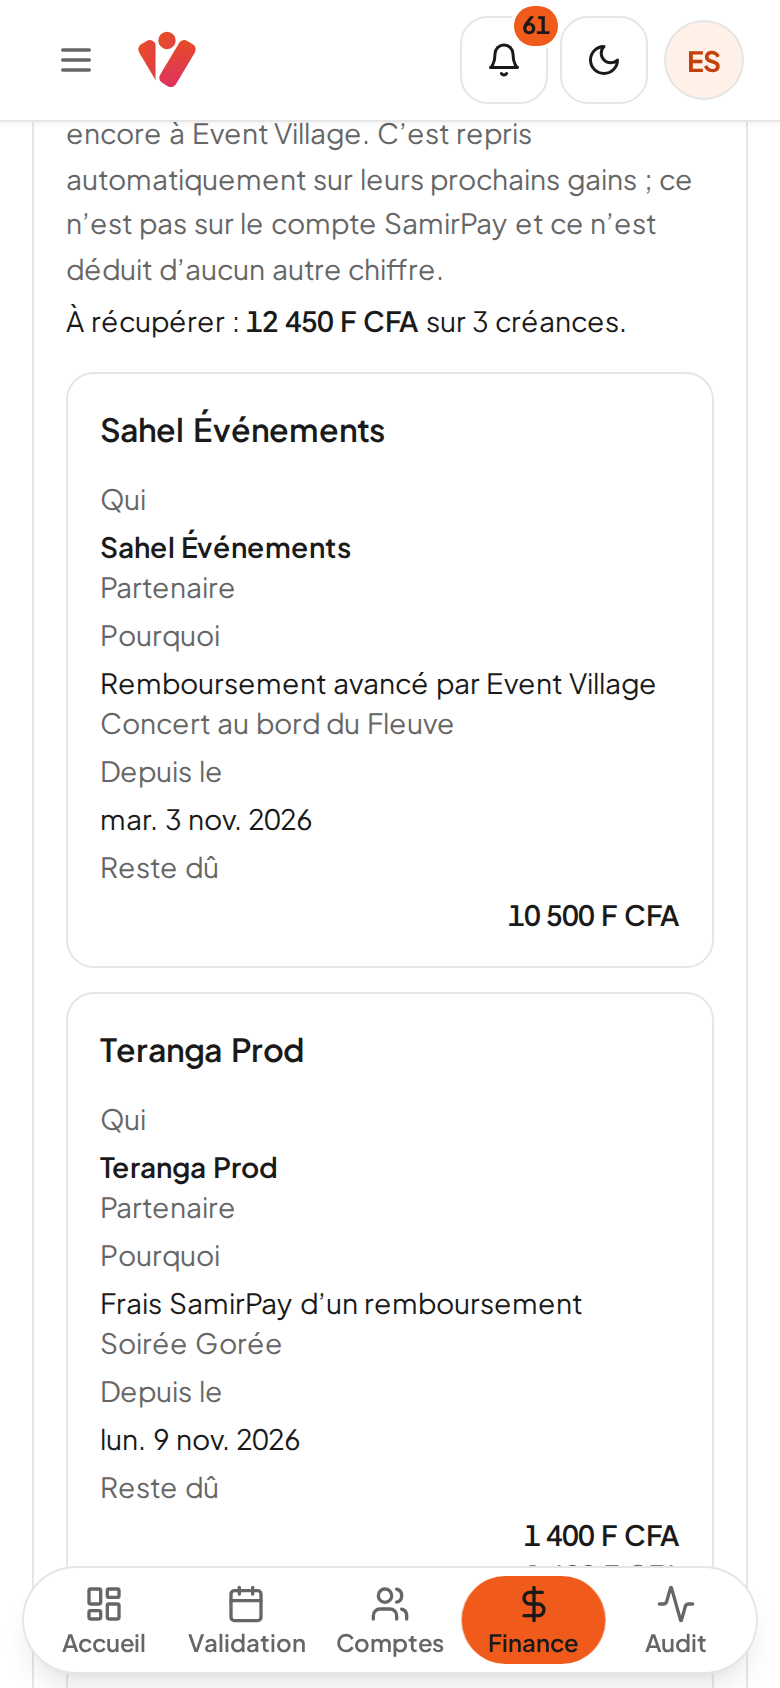 61
ES
encore à Event Village. C’est repris
automatiquement sur leurs prochains gains ; ce
n’est pas sur le compte SamirPay et ce n’est
déduit d’aucun autre chiffre.
À récupérer : 12 450 F CFA sur 3 créances.
Sahel Événements
Qui
Sahel Événements
Partenaire
Pourquoi
Remboursement avancé par Event Village
Concert au bord du Fleuve
Depuis le
mar. 3 nov. 2026
Reste dû
10 500 F CFA
Teranga Prod
Qui
Teranga Prod
Partenaire
Pourquoi
Frais SamirPay d’un remboursement
Soirée Gorée
Depuis le
lun. 9 nov. 2026
Reste dû
1 400 F CFA
Accueil
Validation
Comptes
Finance
Audit